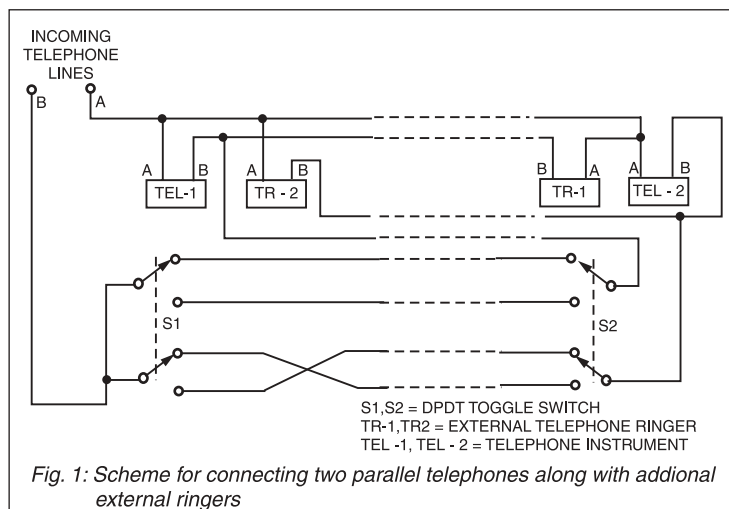 INCOMING
TELEPHONE
LINES
B A
A B A B B A A B
TEL-1 TR - 2 TR-1 TEL - 2
S1 S2
S1,S2 = DPDT TOGGLE SWITCH
TR-1,TR2 = EXTERNAL TELEPHONE RINGER
TEL -1, TEL - 2 = TELEPHONE INSTRUMENT
Fig. 1: Scheme for connecting two parallel telephones along with addional
external ringers